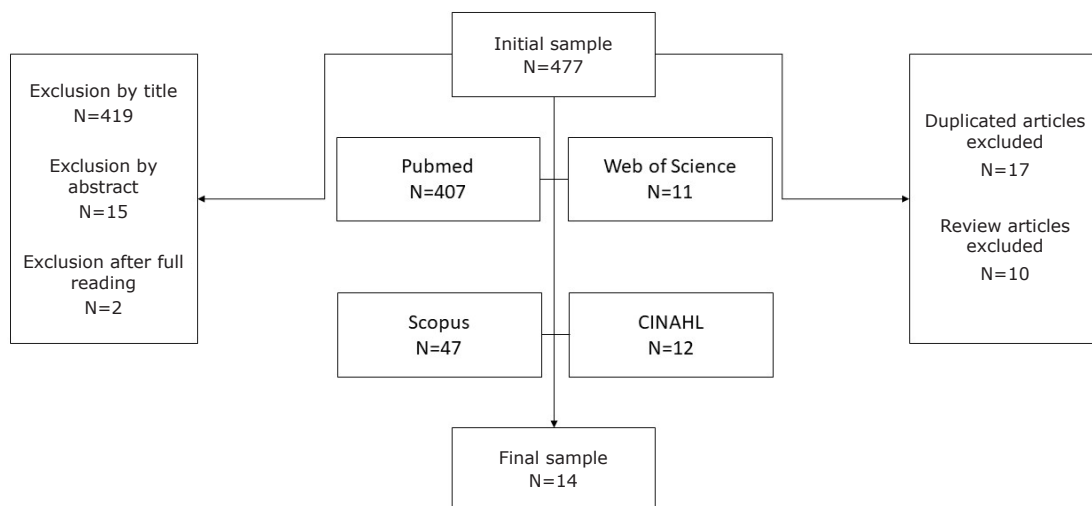 Initial sample
N=477
Exclusion by title
N=419
Exclusion by
abstract
N=15
Exclusion after full
reading
N=2
Pubmed
N=407
Web of Science
N=11
Duplicated articles
excluded
N=17
Review articles
excluded
N=10
Scopus
N=47
CINAHL
N=12
Final sample
N=14